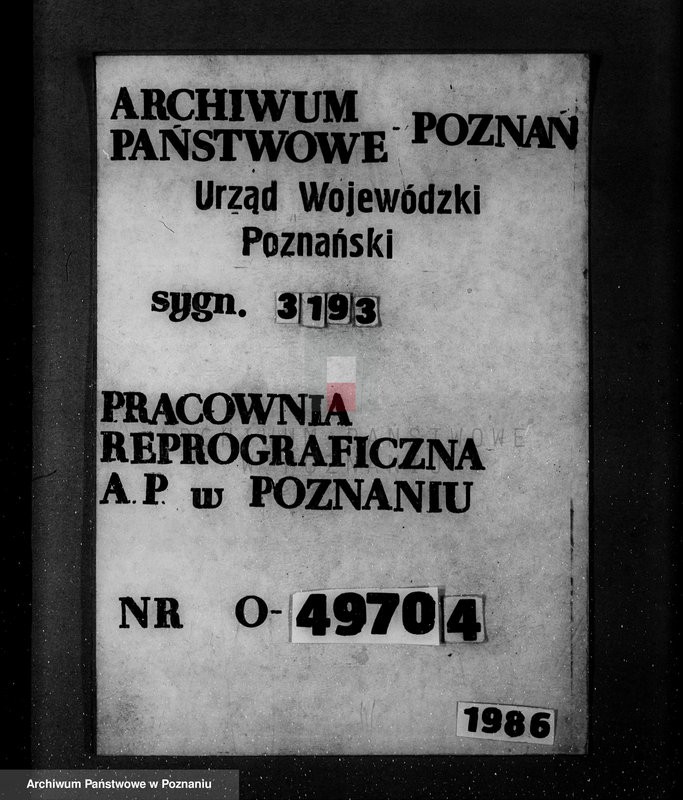 ARCHIWUM
PAŃSTWOWE - POZNAŃ
Urząd Wojewódzki
Poznański
sygn. 3193
PRACOWNIA
REPROGRAFICZNA
A.P. w POZNANIU
NR O-49704
1986
Archiwum Państwowe w Poznaniu